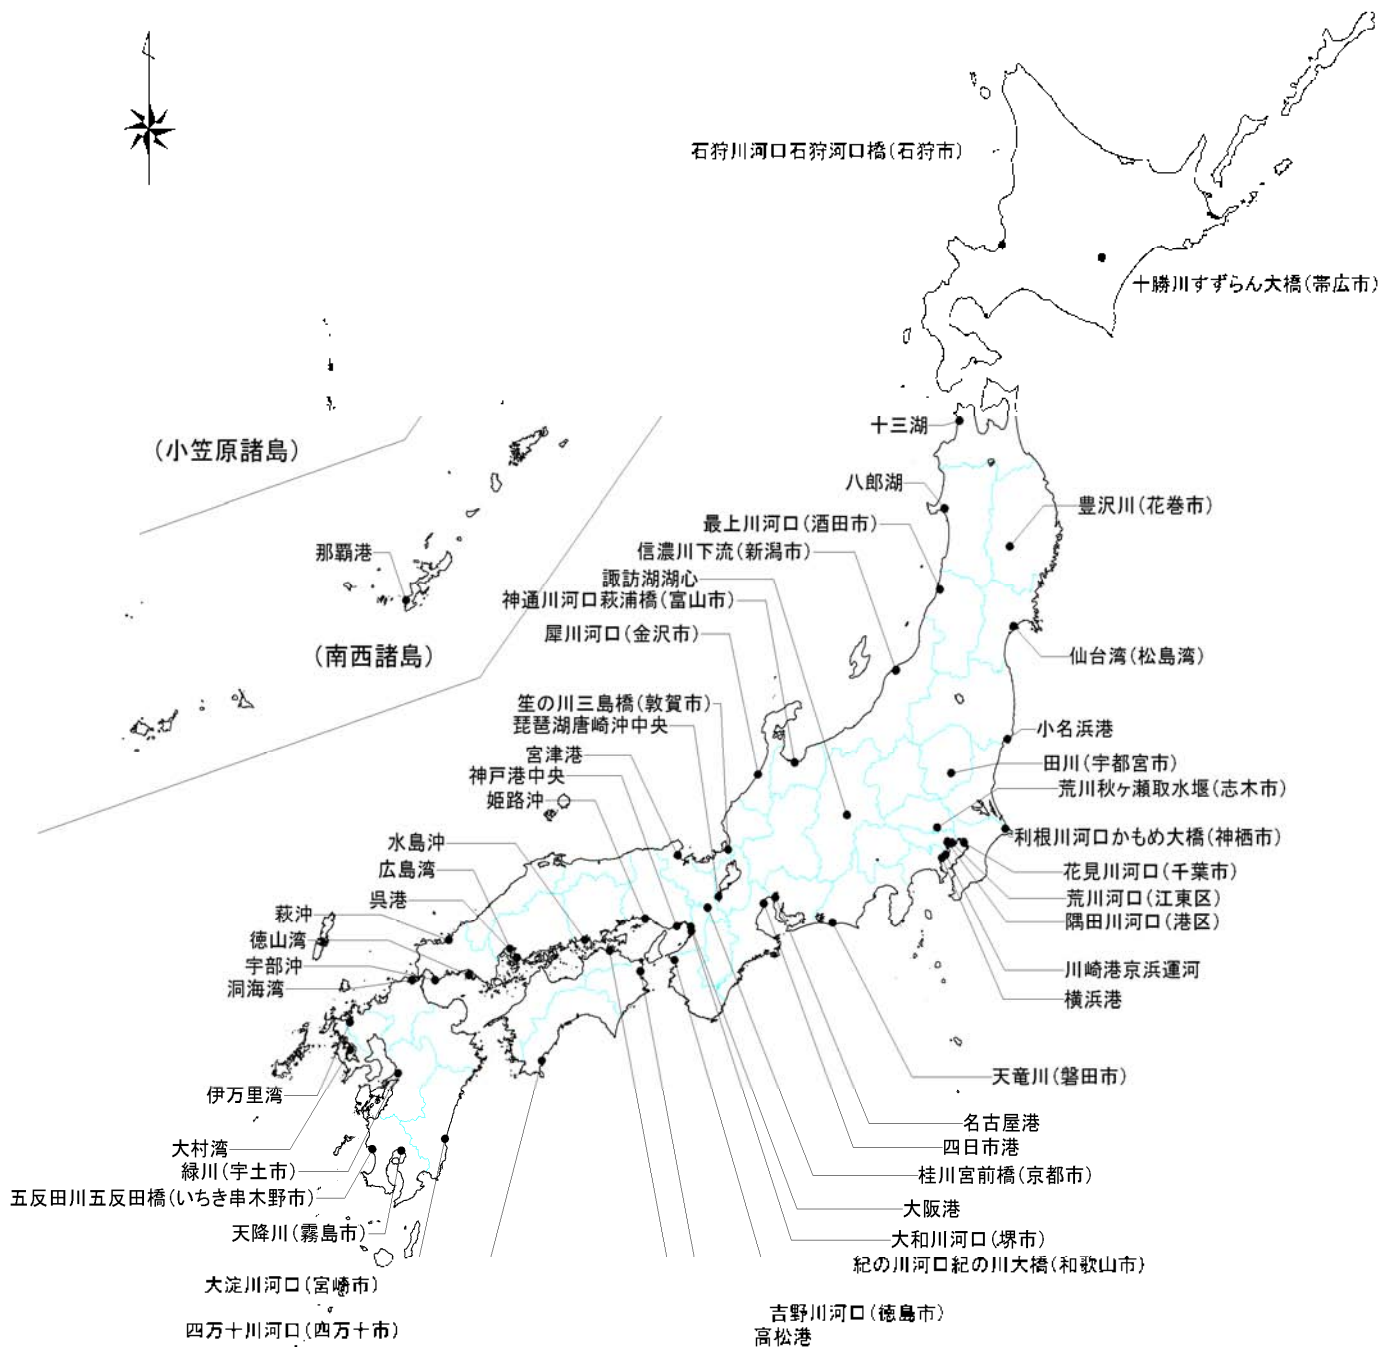 石狩川河口石狩河口橋(石狩市)
十勝川すずらん大橋(帯広市)
十三湖
(小笠原諸島)
八郎湖
豊沢川(花巻市)
最上川河口(酒田市)
信濃川下流(新潟市)
那覇港
諏訪湖湖心
神通川河口萩浦橋(富山市)
犀川河口(金沢市)
(南西諸島)
仙台湾(松島湾)
笙の川三島橋(敦賀市)
琵琶湖唐崎沖中央
小名浜港
宮津港
田川(宇都宮市)
神戸港中央
荒川秋ヶ瀬取水堰(志木市)
姫路沖
利根川河口かもめ大橋(神栖市)
水島沖
広島湾
花見川河口(千葉市)
呉港
荒川河口(江東区)
萩沖
隅田川河口(港区)
徳山湾
宇部沖
川崎港京浜運河
洞海湾
横浜港
天竜川(磐田市)
伊万里湾
名古屋港
大村湾
四日市港
緑川(宇土市)
桂川宮前橋(京都市)
五反田川五反田橋(いちき串木野市)
大阪港
天降川(霧島市)
大和川河口(堺市)
紀の川河口紀の川大橋(和歌山市)
大淀川河口(宮崎市)
吉野川河口(徳島市)
四万十川河口(四万十市)
高松港